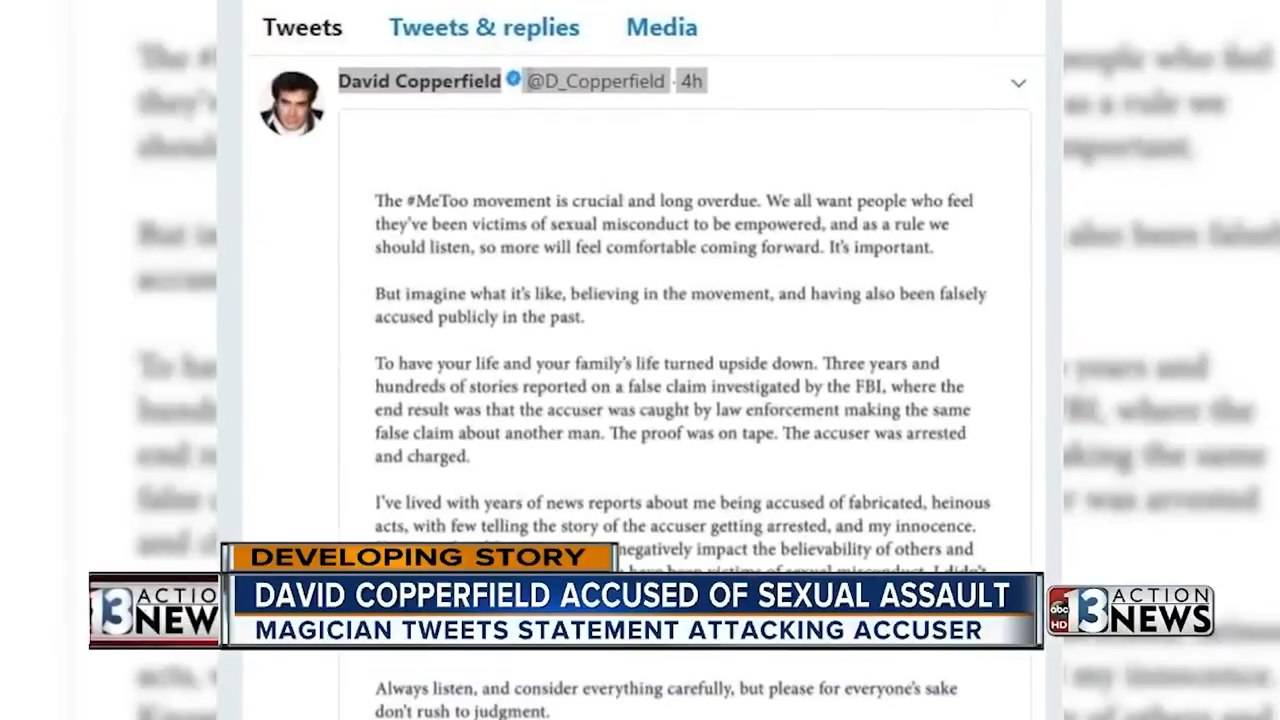 Tweets Tweets & replies Media
David Copperfield @D_Copperfield · 4h
The #MeToo movement is crucial and long overdue. We all want people who feel
they've been victims of sexual misconduct to be empowered, and as a rule we
should listen, so more will feel comfortable coming forward. It's important.
But imagine what it's like, believing in the movement, and having also been falsely
accused publicly in the past.
To have your life and your family's life turned upside down. Three years and
hundreds of stories reported on a false claim investigated by the FBI, where the
end result was that the accuser was caught by law enforcement making the same
false claim about another man. The proof was on tape. The accuser was arrested
and charged.
I've lived with years of news reports about me being accused of fabricated, heinous
acts, with few telling the story of the accuser getting arrested, and my innocence.
negatively impact the believability of others and
DEVELOPING STORY
DAVID COPPERFIELD ACCUSED OF SEXUAL ASSAULT
MAGICIAN TWEETS STATEMENT ATTACKING ACCUSER
13 ACTION NEWS
abc HD 13 ACTION NEWS
Always listen, and consider everything carefully, but please for everyone's sake
don't rush to judgment.